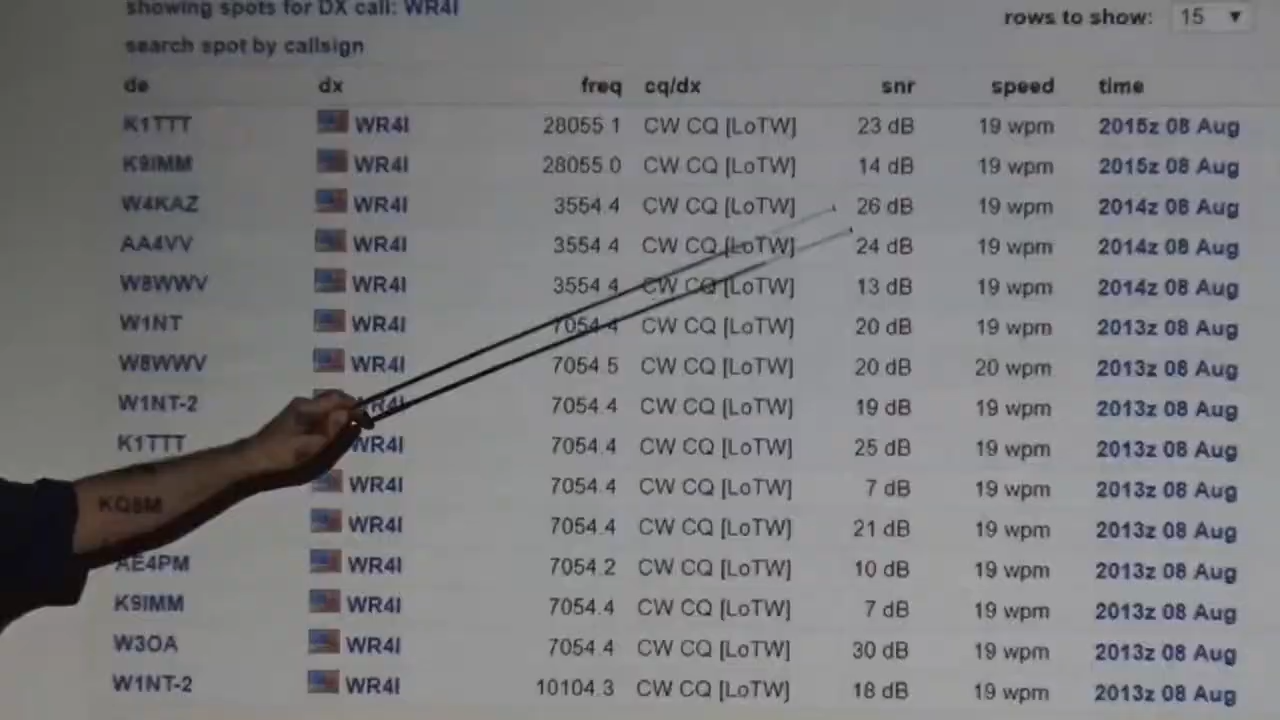 showing spots for DX call: WR4I
rows to show: 15
search spot by callsign
de dx freq cq/dx snr speed time
K1TTT WR4I 28055.1 CW CQ [LoTW] 23 dB 19 wpm 2015z 08 Aug
K9IMM WR4I 28055.0 CW CQ [LoTW] 14 dB 19 wpm 2015z 08 Aug
W4KAZ WR4I 3554.4 CW CQ [LoTW] 26 dB 19 wpm 2014z 08 Aug
AA4VV WR4I 3554.4 CW CQ [LoTW] 24 dB 19 wpm 2014z 08 Aug
W8WWV WR4I 3554.4 CW CQ [LoTW] 13 dB 19 wpm 2014z 08 Aug
W1NT WR4I 7054.4 CW CQ [LoTW] 20 dB 19 wpm 2013z 08 Aug
W8WWV WR4I 7054.5 CW CQ [LoTW] 20 dB 20 wpm 2013z 08 Aug
W1NT-2 WR4I 7054.4 CW CQ [LoTW] 19 dB 19 wpm 2013z 08 Aug
K1TTT WR4I 7054.4 CW CQ [LoTW] 25 dB 19 wpm 2013z 08 Aug
KQ8M WR4I 7054.4 CW CQ [LoTW] 7 dB 19 wpm 2013z 08 Aug
WR4I 7054.4 CW CQ [LoTW] 21 dB 19 wpm 2013z 08 Aug
AE4PM WR4I 7054.2 CW CQ [LoTW] 10 dB 19 wpm 2013z 08 Aug
K9IMM WR4I 7054.4 CW CQ [LoTW] 7 dB 19 wpm 2013z 08 Aug
W3OA WR4I 7054.4 CW CQ [LoTW] 30 dB 19 wpm 2013z 08 Aug
W1NT-2 WR4I 10104.3 CW CQ [LoTW] 18 dB 19 wpm 2013z 08 Aug